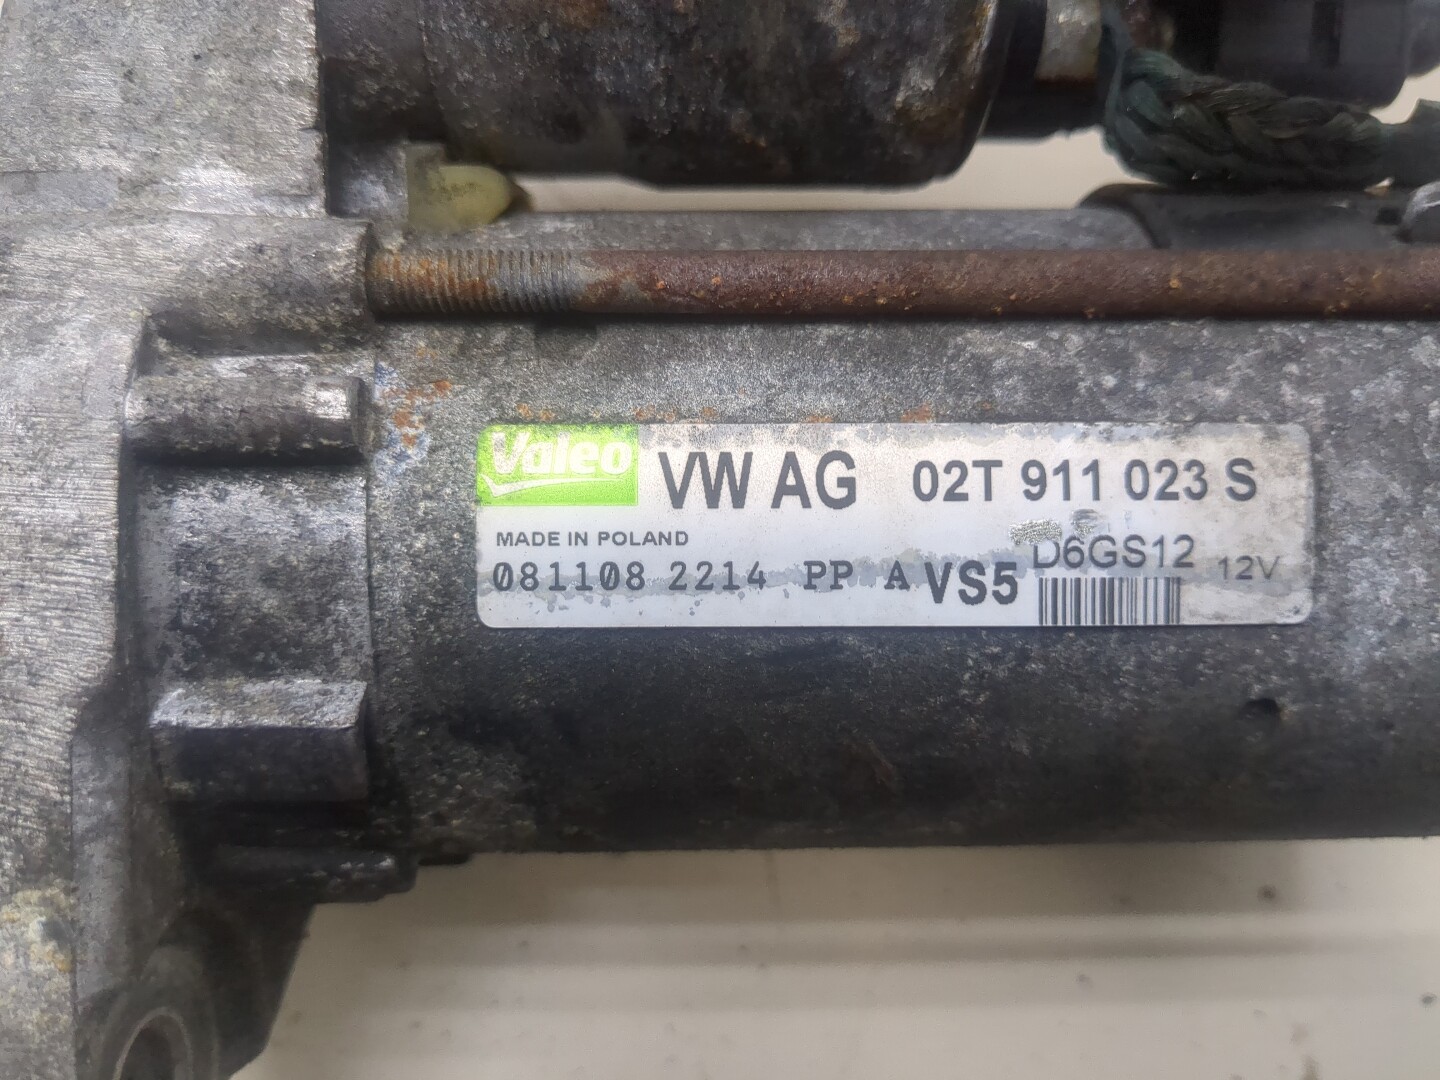 Valeo VW AG 02T 911 023 S
MADE IN POLAND
D6GS12 12V
081108 2214 PP A VS5